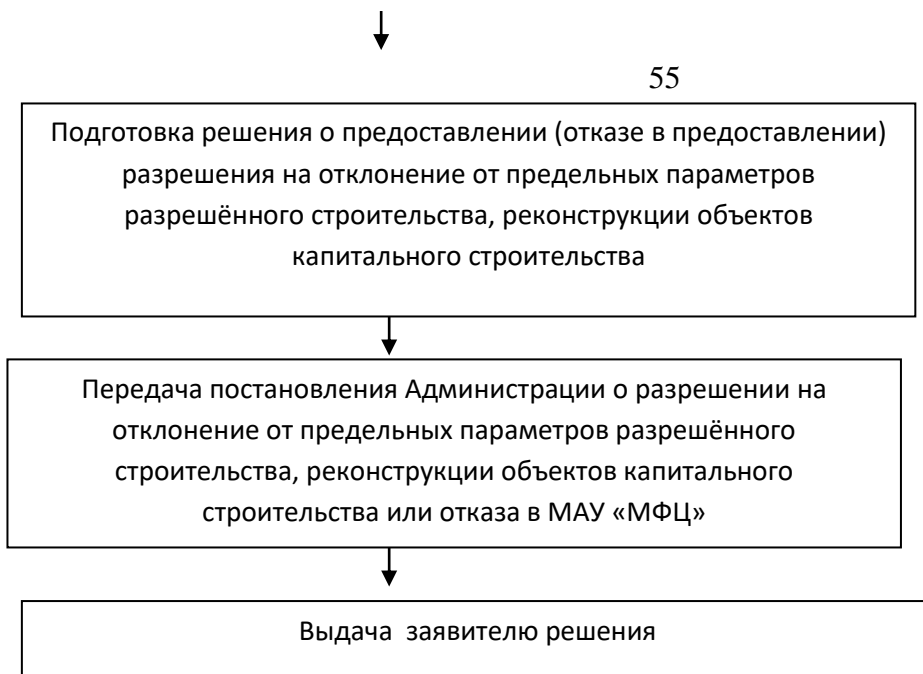 55
Подготовка решения о предоставлении (отказе в предоставлении)
разрешения на отклонение от предельных параметров
разрешённого строительства, реконструкции объектов
капитального строительства
Передача постановления Администрации о разрешении на
отклонение от предельных параметров разрешённого
строительства, реконструкции объектов капитального
строительства или отказа в МАУ «МФЦ»
Выдача  заявителю решения